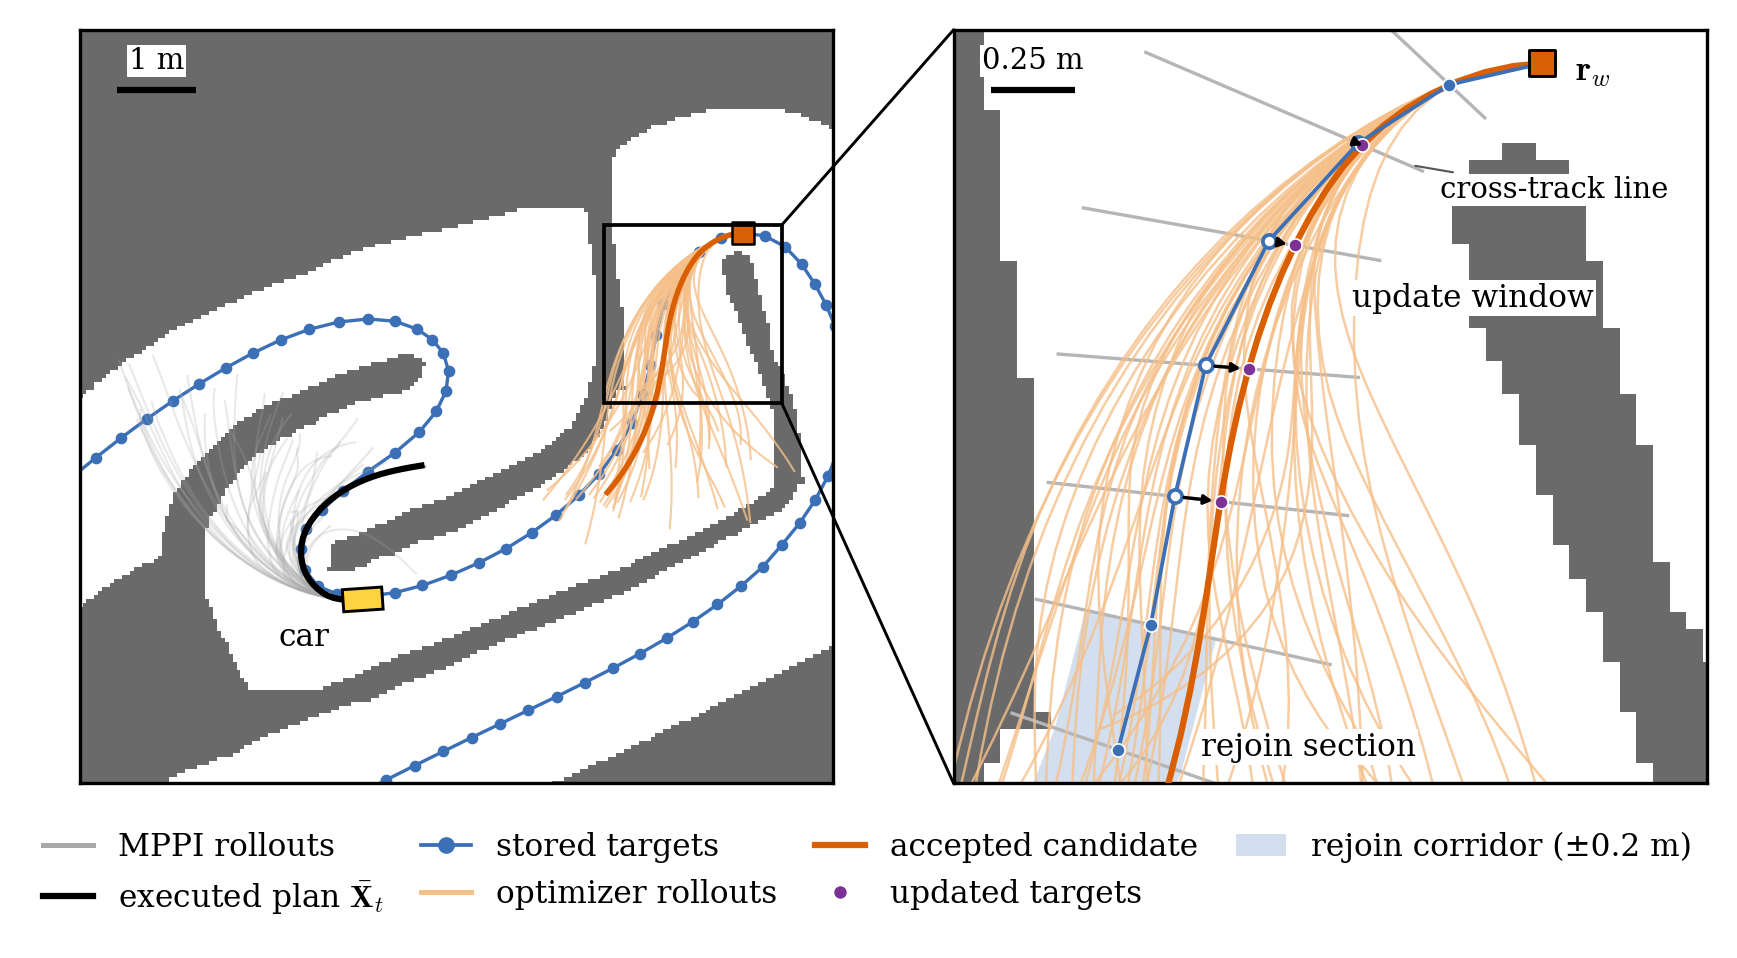 1 m
car
0.25 m
r_w
cross-track line
update window
rejoin section
MPPI rollouts
executed plan X̄_t
stored targets
optimizer rollouts
accepted candidate
updated targets
rejoin corridor (±0.2 m)